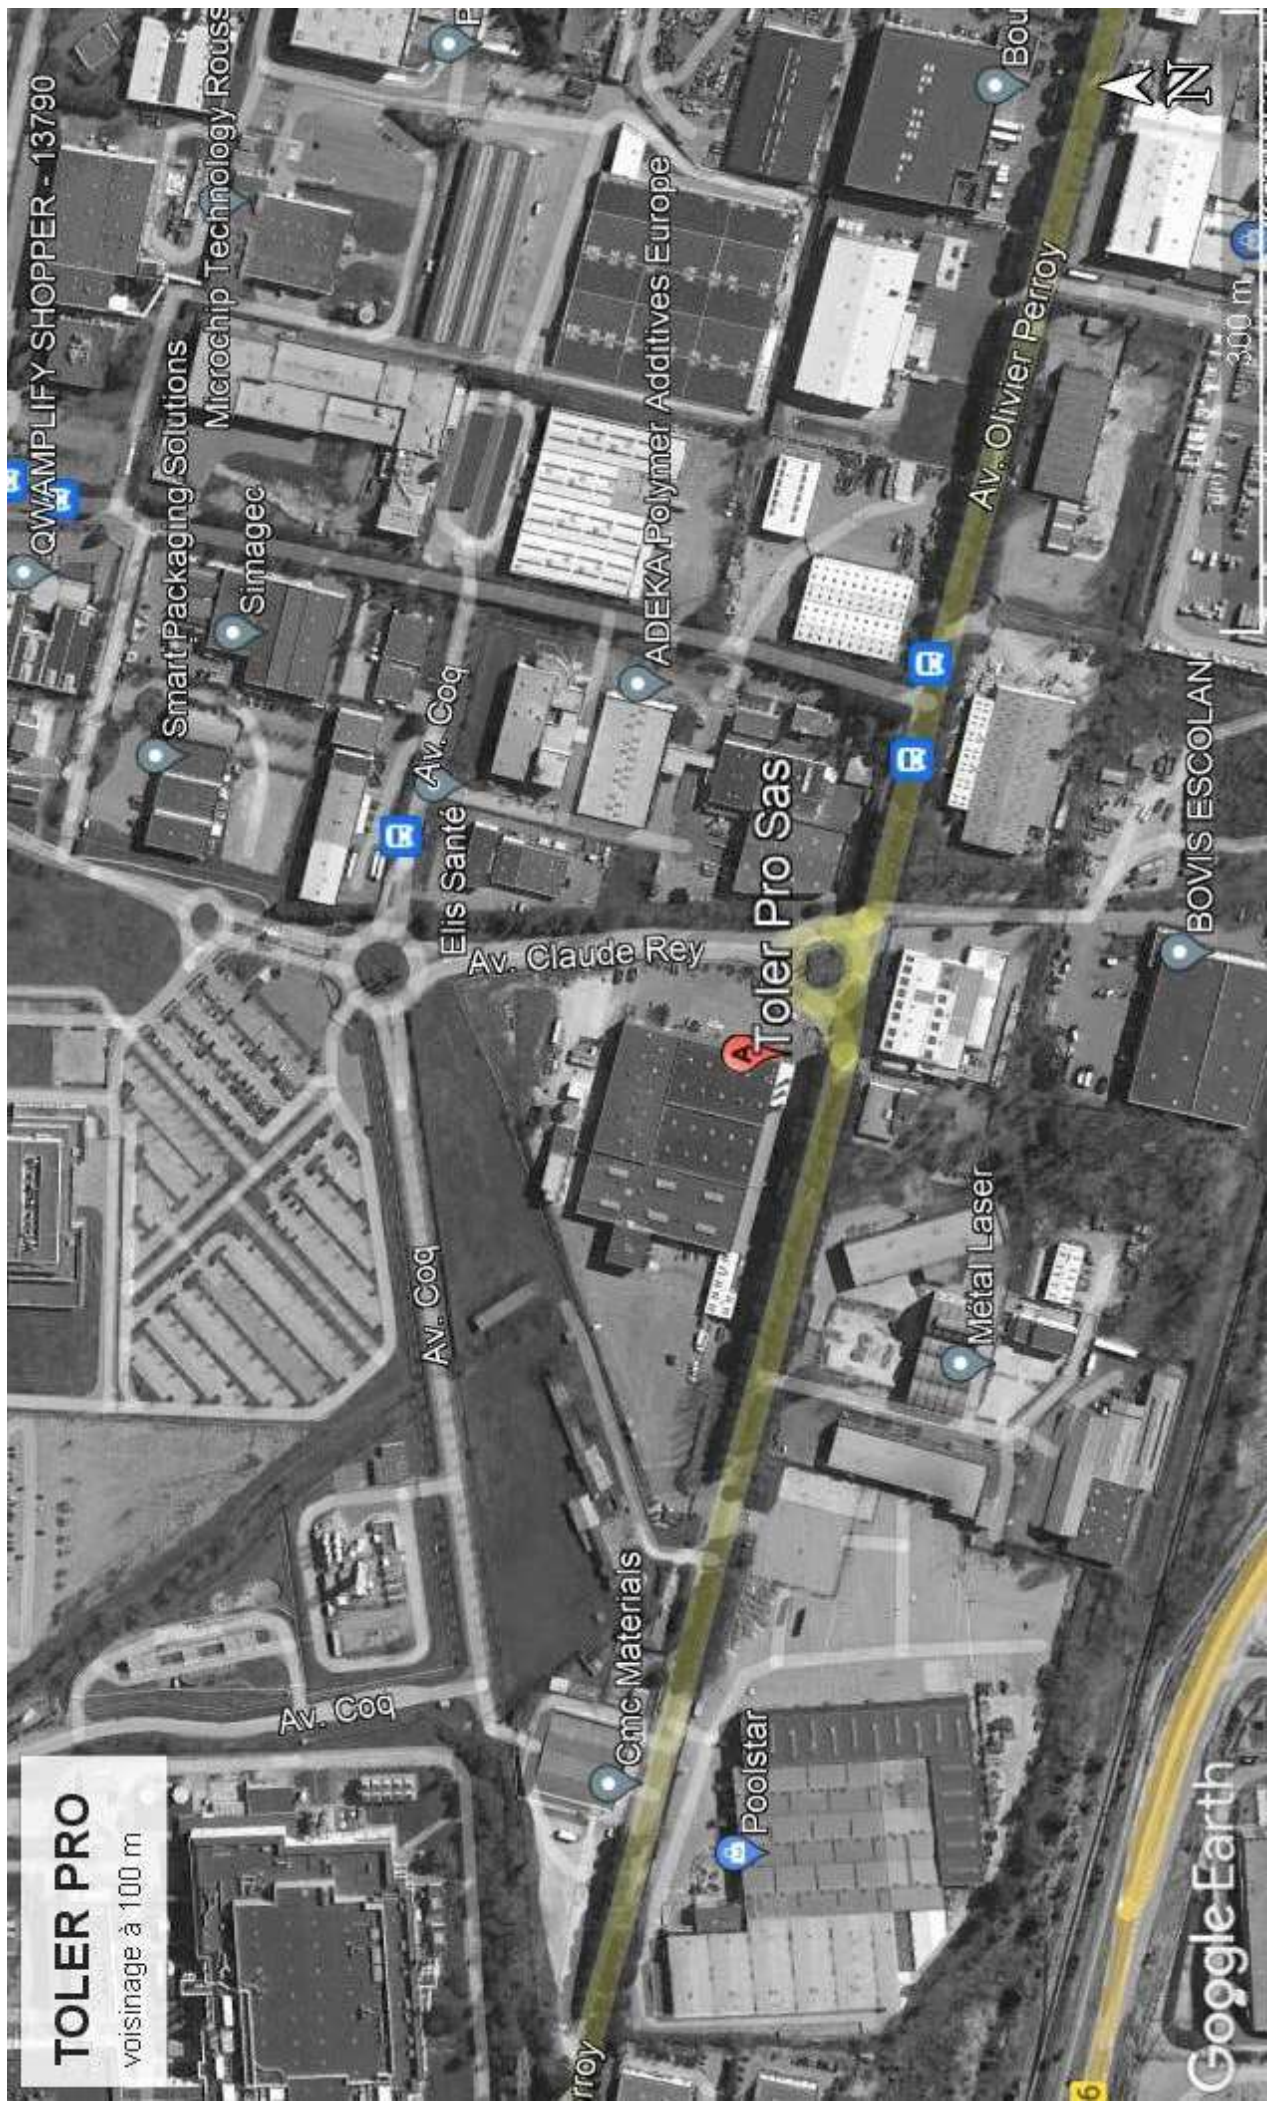 TOLER PRO
voisinage à 100 m
QWAMPLIFY SHOPPER - 13790
Smart Packaging Solutions
Microchip Technology Rouss
Simagec
Av. Coq
Av. Coq
Av. Coq
Elis Santé
P
Av. Claude Rey
rroy
Cmc Materials
ADEKA Polymer Additives Europe
Poolstar
A
Toler Pro Sas
Métal Laser
Av. Olivier Perroy
Bou
6
BOVIS ESCOLAN
N
Google Earth
300 m